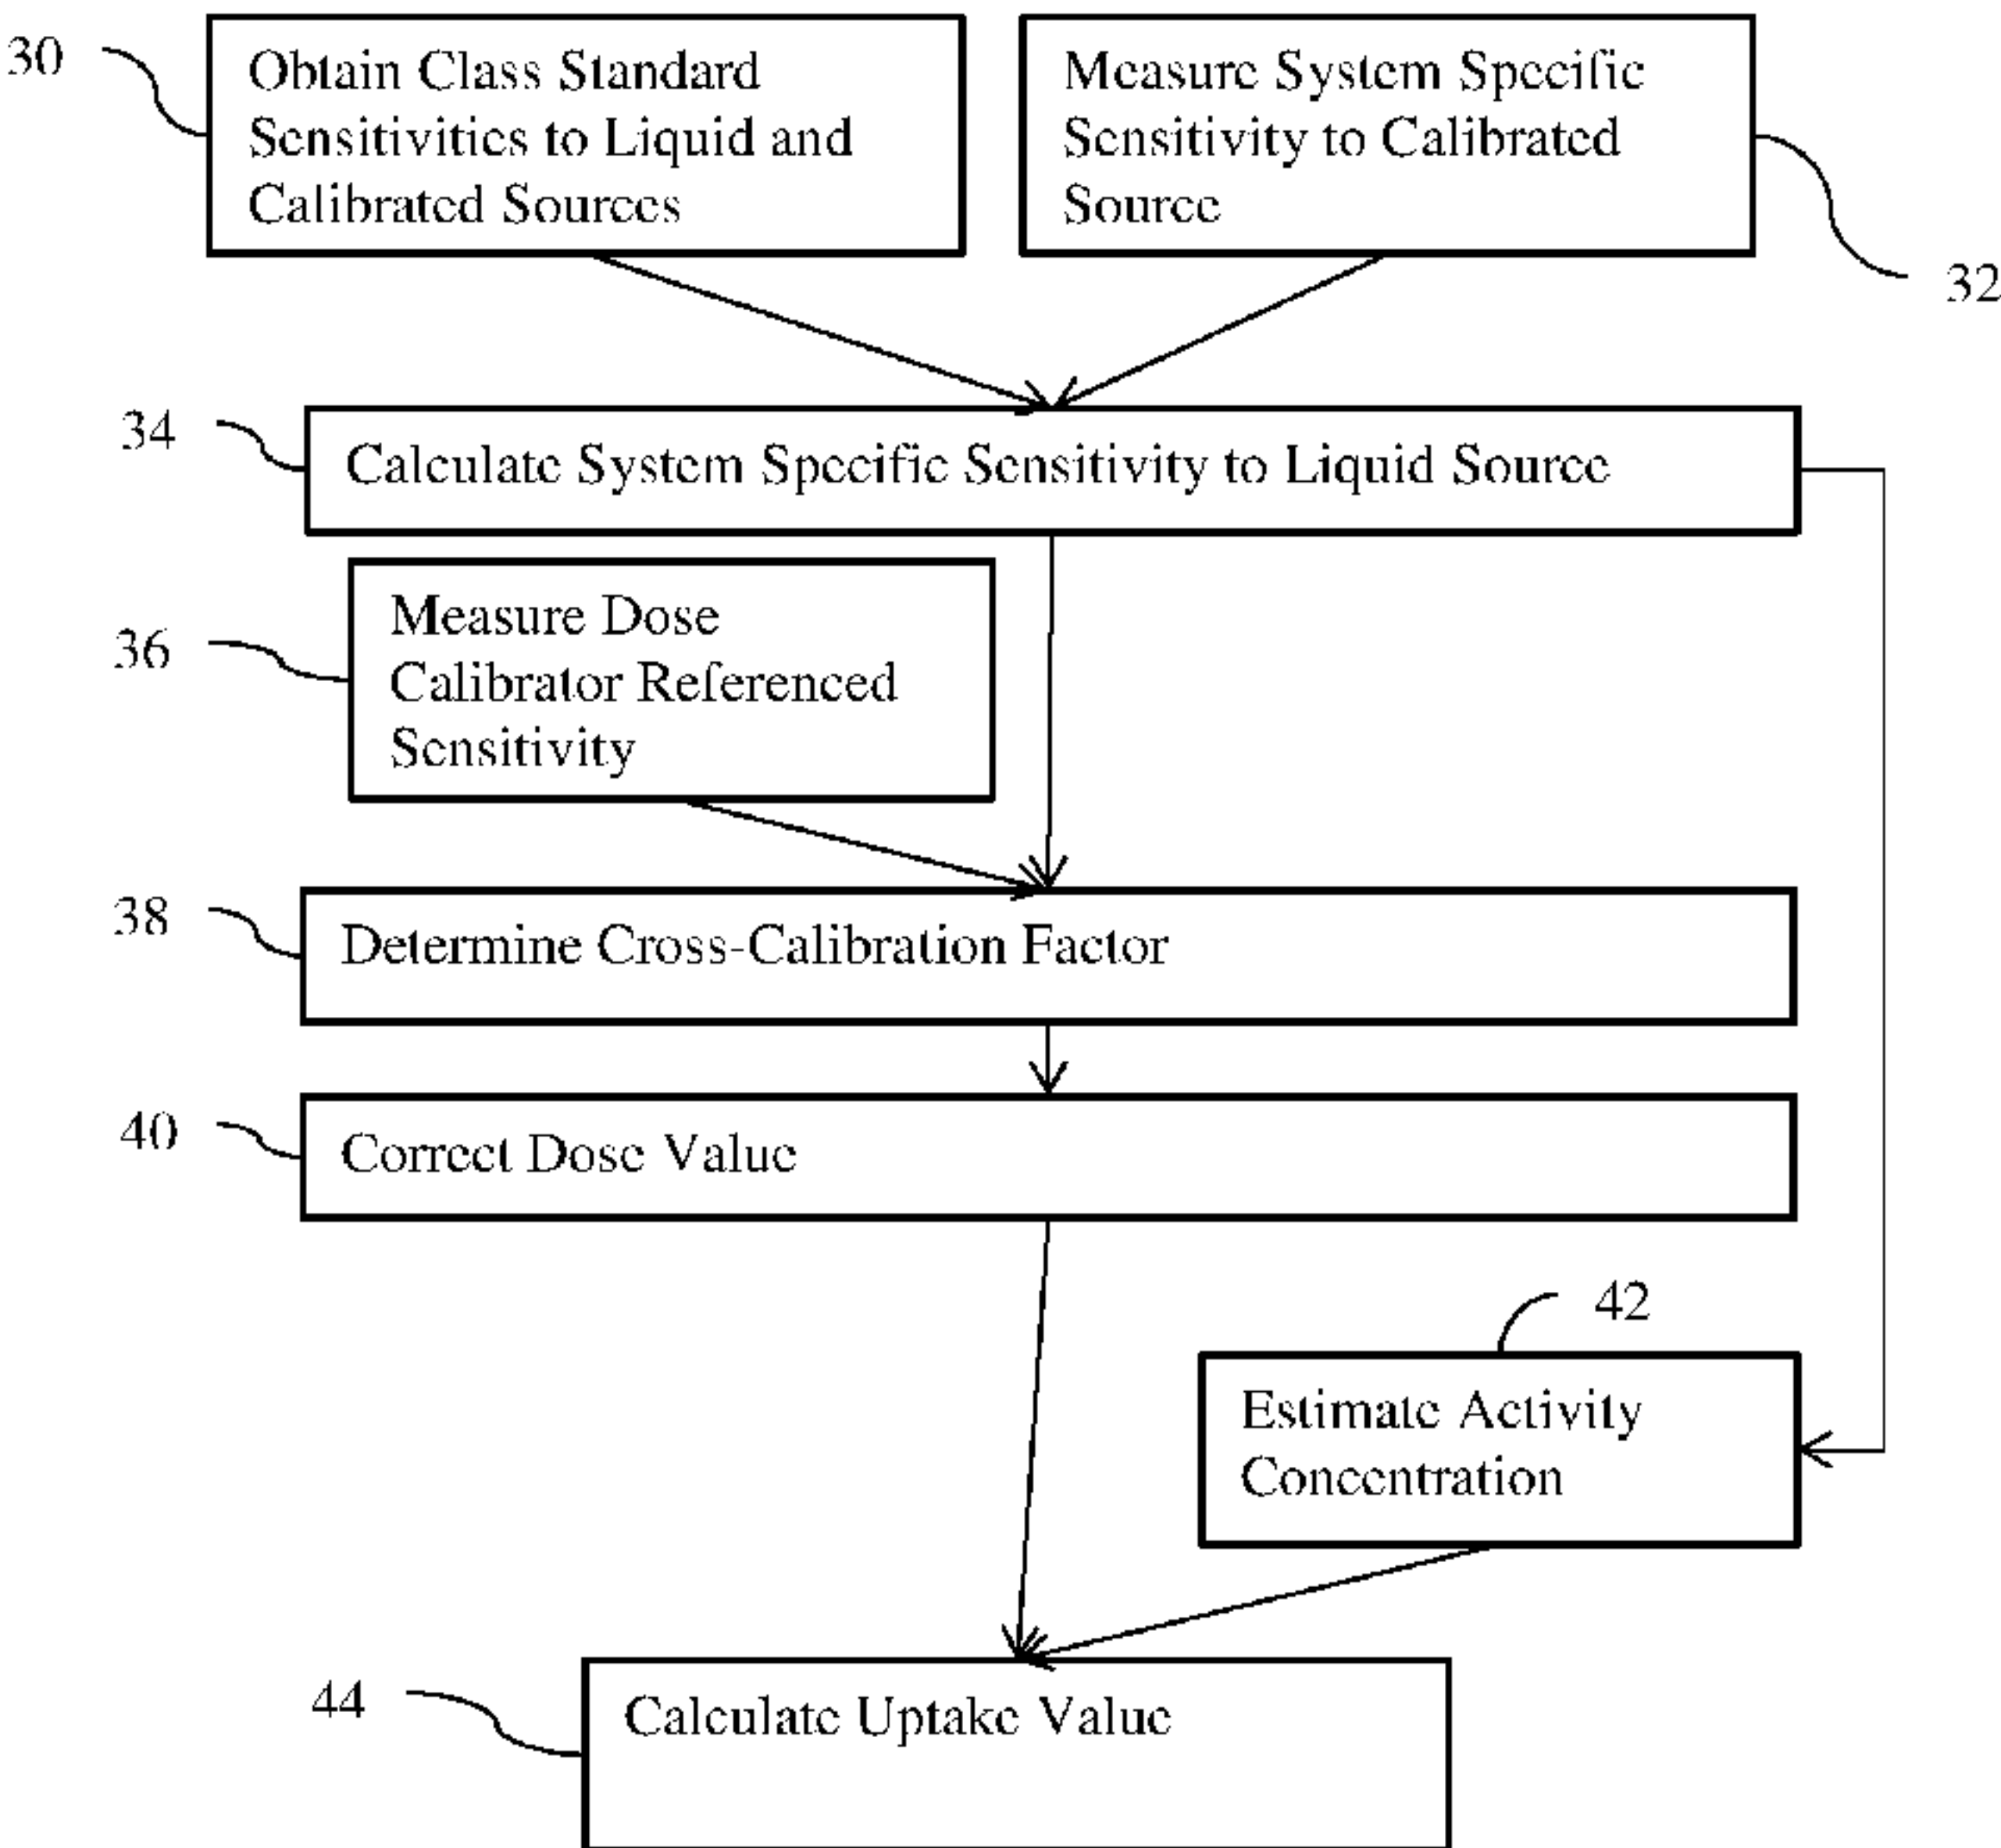 30
Obtain Class Standard
Sensitivities to Liquid and
Calibrated Sources
Measure System Specific
Sensitivity to Calibrated
Source
32
34
Calculate System Specific Sensitivity to Liquid Source
36
Measure Dose
Calibrator Referenced
Sensitivity
38
Determine Cross-Calibration Factor
40
Correct Dose Value
42
Estimate Activity
Concentration
44
Calculate Uptake Value